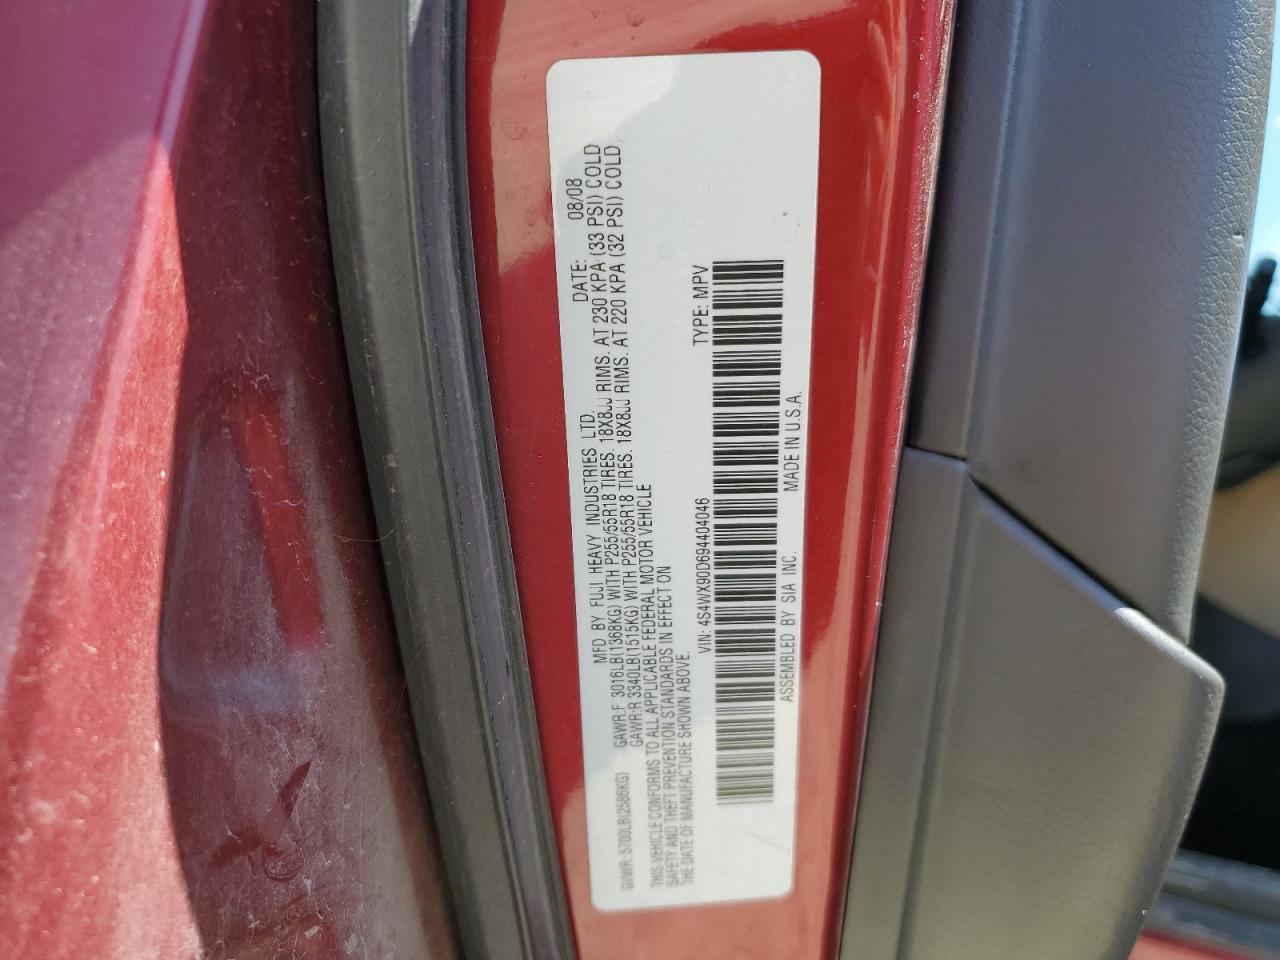 MFD BY FUJI HEAVY INDUSTRIES LTD. DATE: 08/08
GVWR: 5700LB(2586KG) GAWR:F 3016LB(1368KG) WITH P255/55R18 TIRES. 18X8JJ RIMS. AT 230 KPA (33 PSI) COLD
GAWR:R 3340LB(1515KG) WITH P255/55R18 TIRES. 18X8JJ RIMS. AT 220 KPA (32 PSI) COLD
THIS VEHICLE CONFORMS TO ALL APPLICABLE FEDERAL MOTOR VEHICLE
SAFETY AND THEFT PREVENTION STANDARDS IN EFFECT ON
THE DATE OF MANUFACTURE SHOWN ABOVE.
VIN: 4S4WX90D694404046 TYPE: MPV
ASSEMBLED BY SIA INC. MADE IN U.S.A.